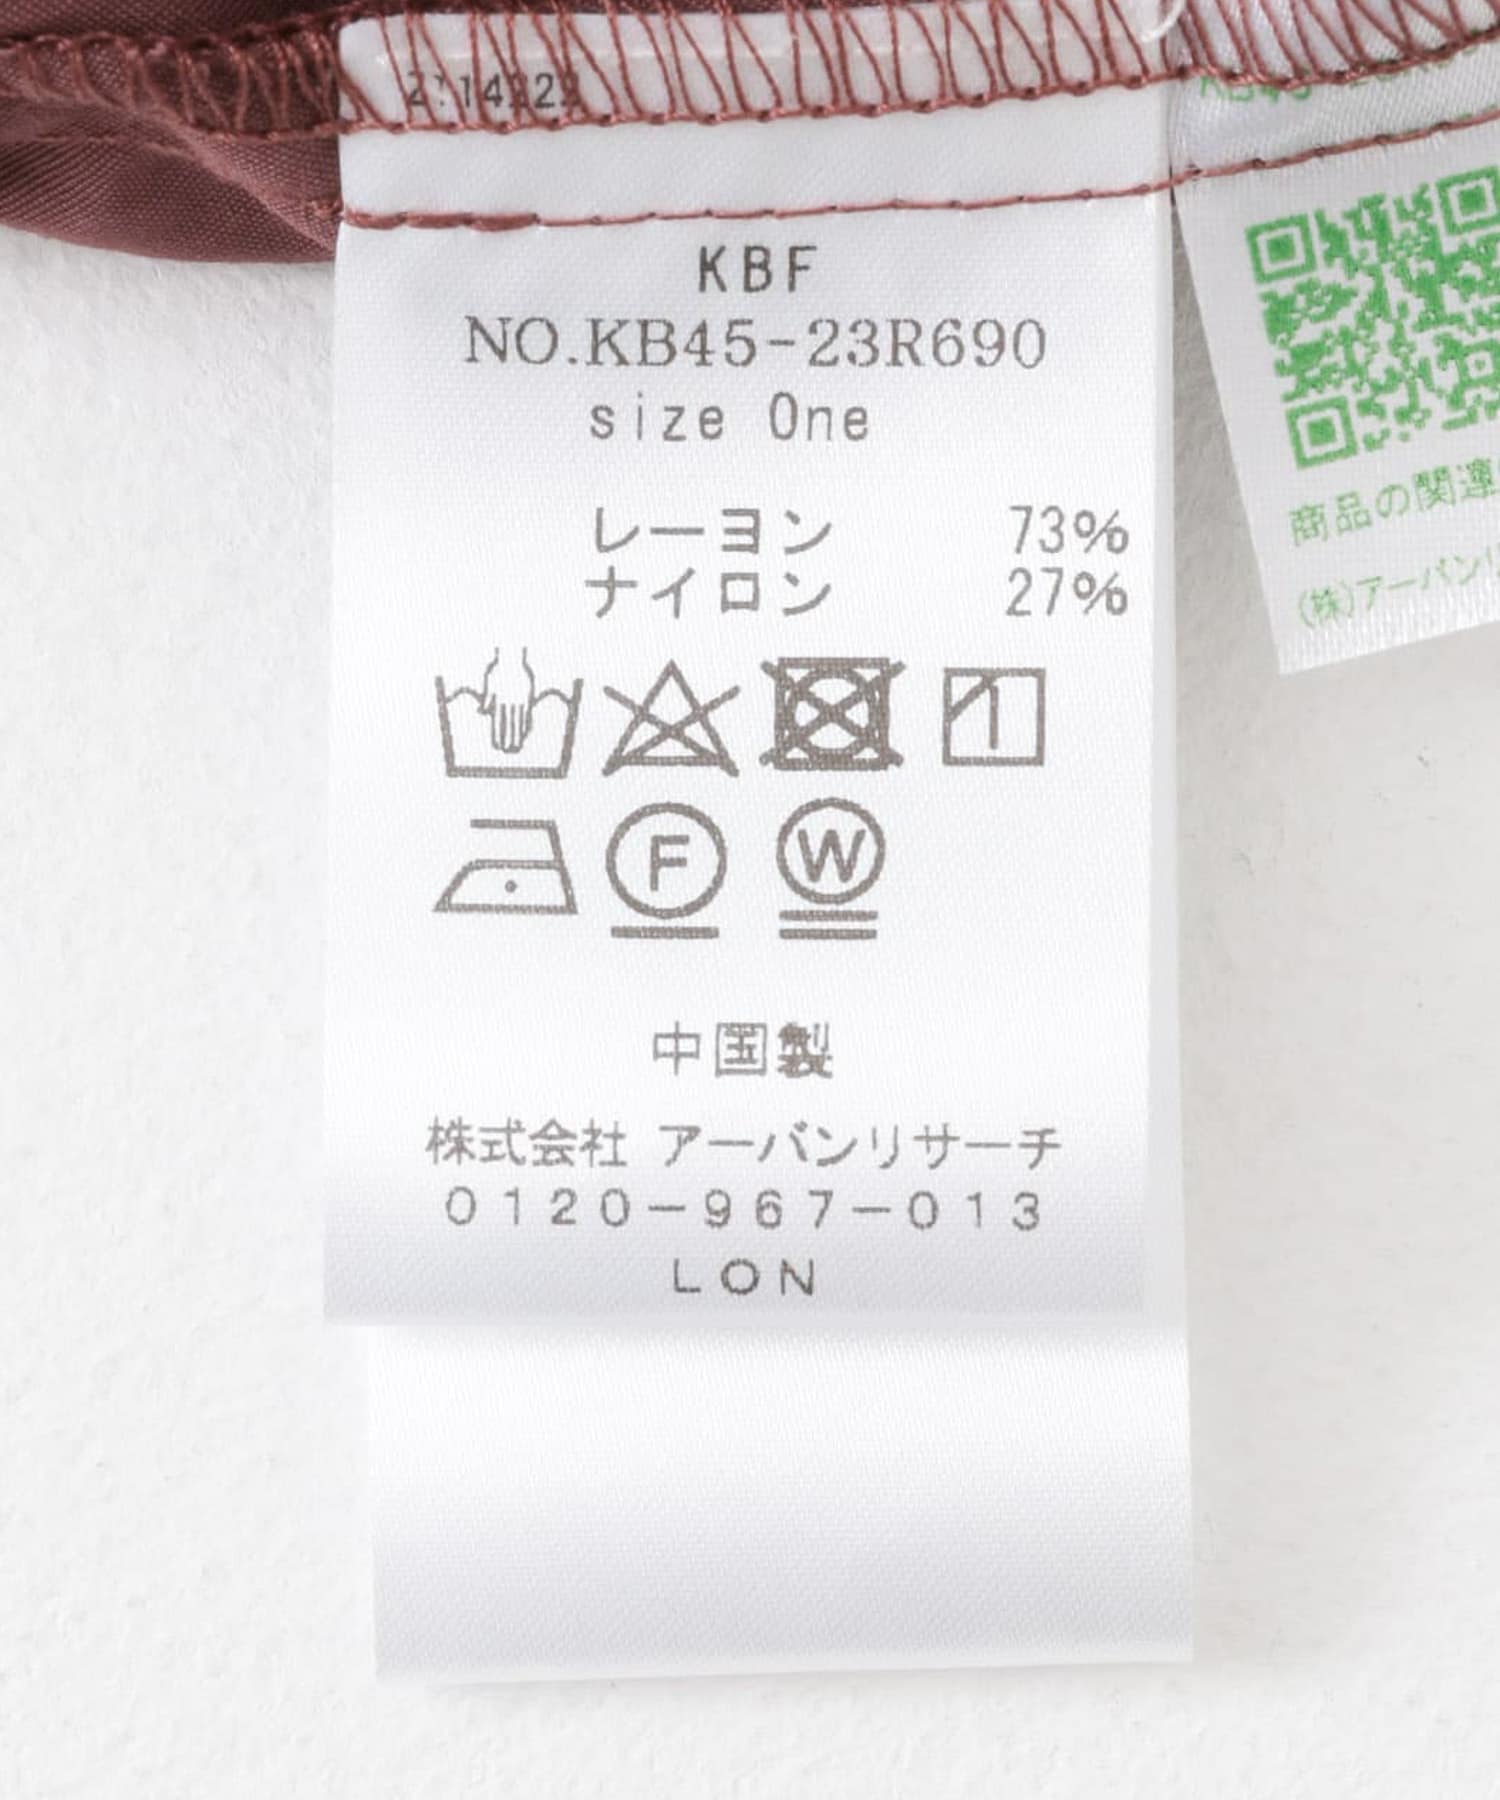 KBF
NO.KB45-23R690
size One
レーヨン 73%
ナイロン 27%
F W
中国製
株式会社 アーバンリサーチ
0120-967-013
LON
商品の関連
(株)アーバン